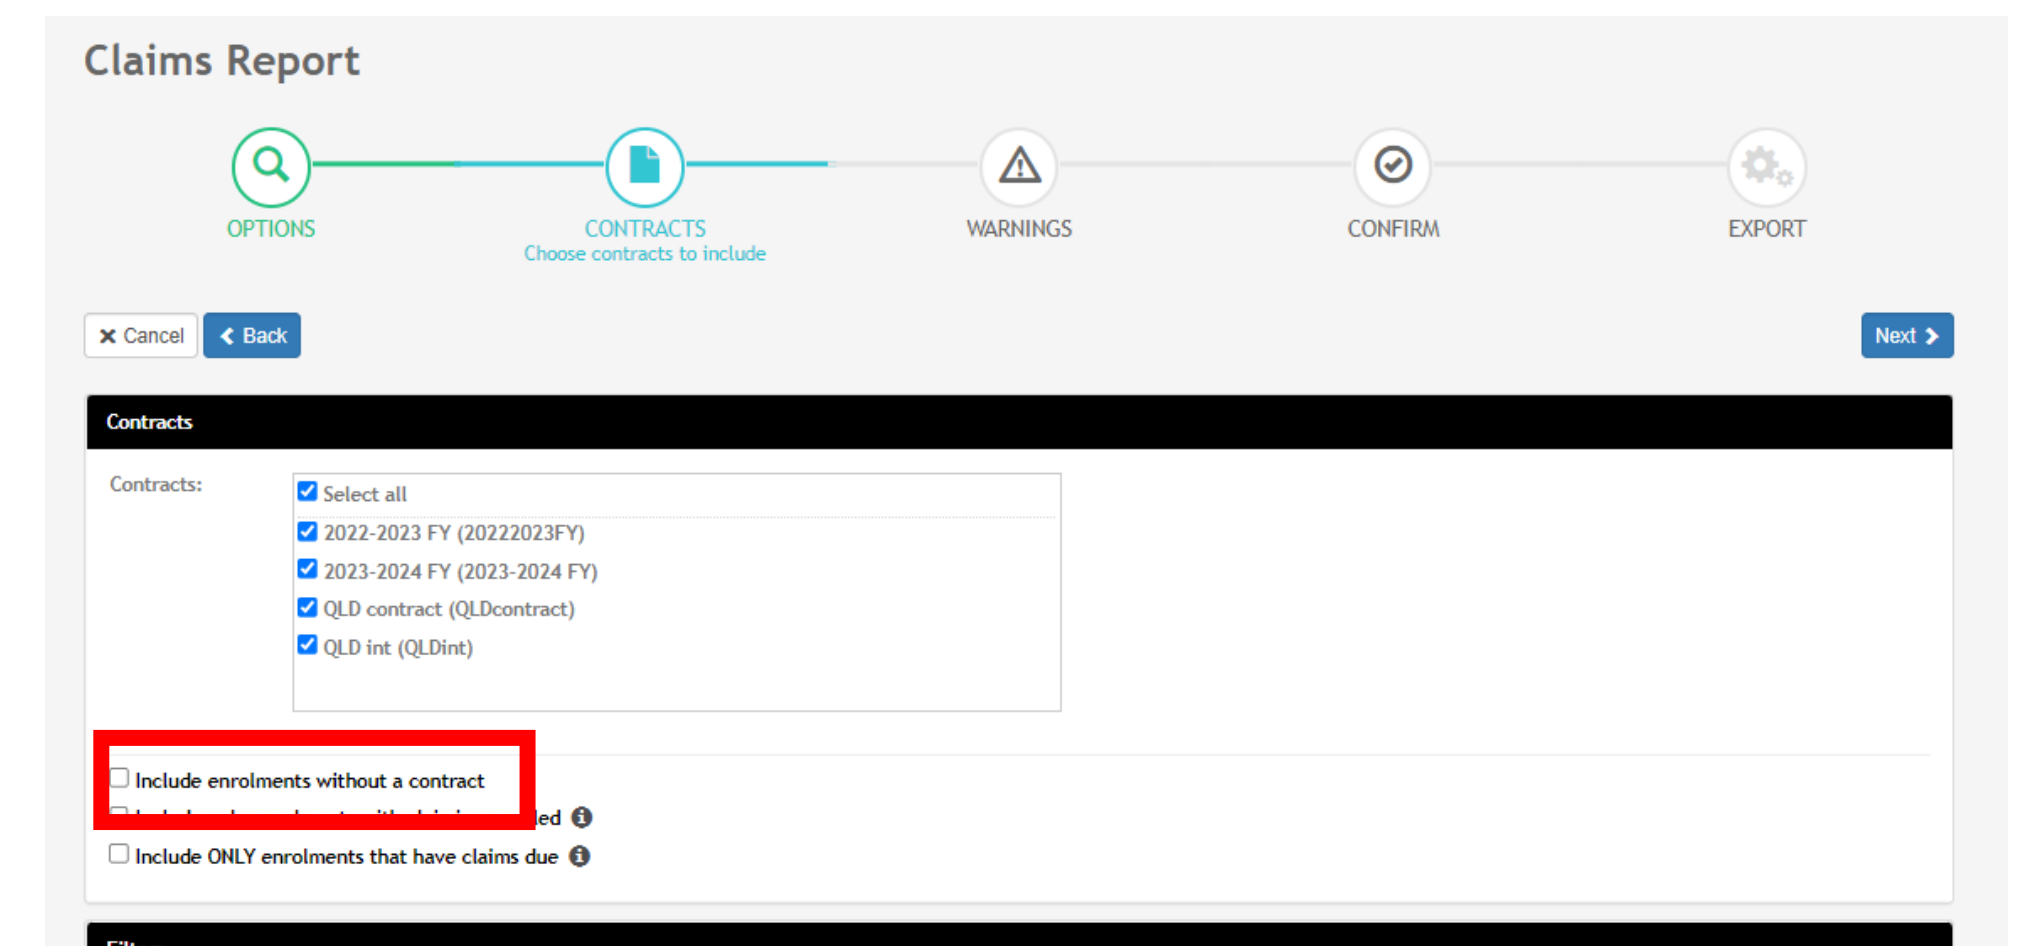 Claims Report
OPTIONS
CONTRACTS
Choose contracts to include
WARNINGS
CONFIRM
EXPORT
Cancel
Back
Next
Contracts
Contracts:
Select all
2022-2023 FY (20222023FY)
2023-2024 FY (2023-2024 FY)
QLD contract (QLDcontract)
QLD int (QLDint)
Include enrolments without a contract
Include ONLY enrolments that have claims due